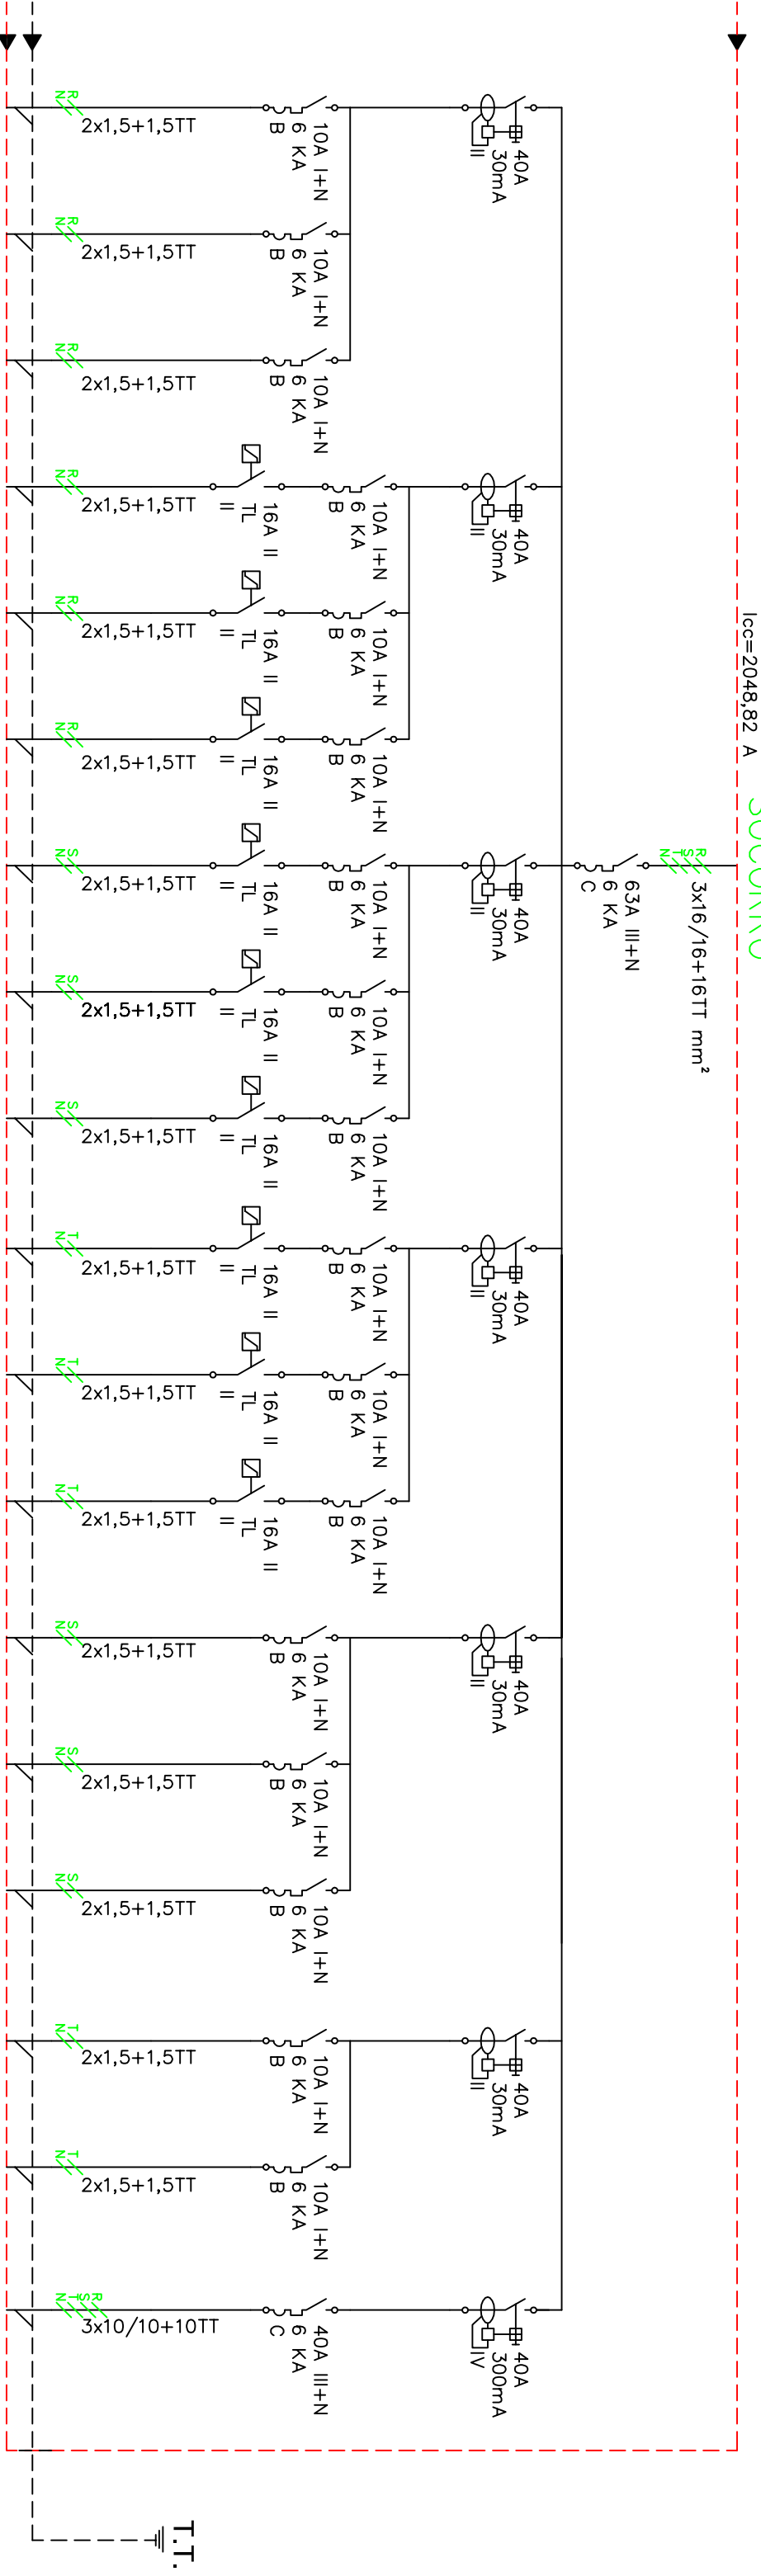 Icc=2048,82 A
R
S
T
N
3x16/16+16TT mm²
63A III+N
6 KA
C
40A
30mA
II
10A I+N
6 KA
B
R
N
2x1,5+1,5TT
10A I+N
6 KA
B
R
N
2x1,5+1,5TT
10A I+N
6 KA
B
R
N
2x1,5+1,5TT
40A
30mA
II
10A I+N
6 KA
B
16A II
TL
II
R
N
2x1,5+1,5TT
10A I+N
6 KA
B
16A II
TL
II
R
N
2x1,5+1,5TT
10A I+N
6 KA
B
16A II
TL
II
R
N
2x1,5+1,5TT
40A
30mA
II
10A I+N
6 KA
B
16A II
TL
II
S
N
2x1,5+1,5TT
10A I+N
6 KA
B
16A II
TL
II
S
N
2x1,5+1,5TT
10A I+N
6 KA
B
16A II
TL
II
S
N
2x1,5+1,5TT
40A
30mA
II
10A I+N
6 KA
B
16A II
TL
II
T
N
2x1,5+1,5TT
10A I+N
6 KA
B
16A II
TL
II
T
N
2x1,5+1,5TT
10A I+N
6 KA
B
16A II
TL
II
T
N
2x1,5+1,5TT
40A
30mA
II
10A I+N
6 KA
B
S
N
2x1,5+1,5TT
10A I+N
6 KA
B
S
N
2x1,5+1,5TT
10A I+N
6 KA
B
S
N
2x1,5+1,5TT
40A
30mA
II
10A I+N
6 KA
B
T
N
2x1,5+1,5TT
10A I+N
6 KA
B
T
N
2x1,5+1,5TT
40A
300mA
IV
40A III+N
6 KA
C
R
S
T
N
3x10/10+10TT
T.T.